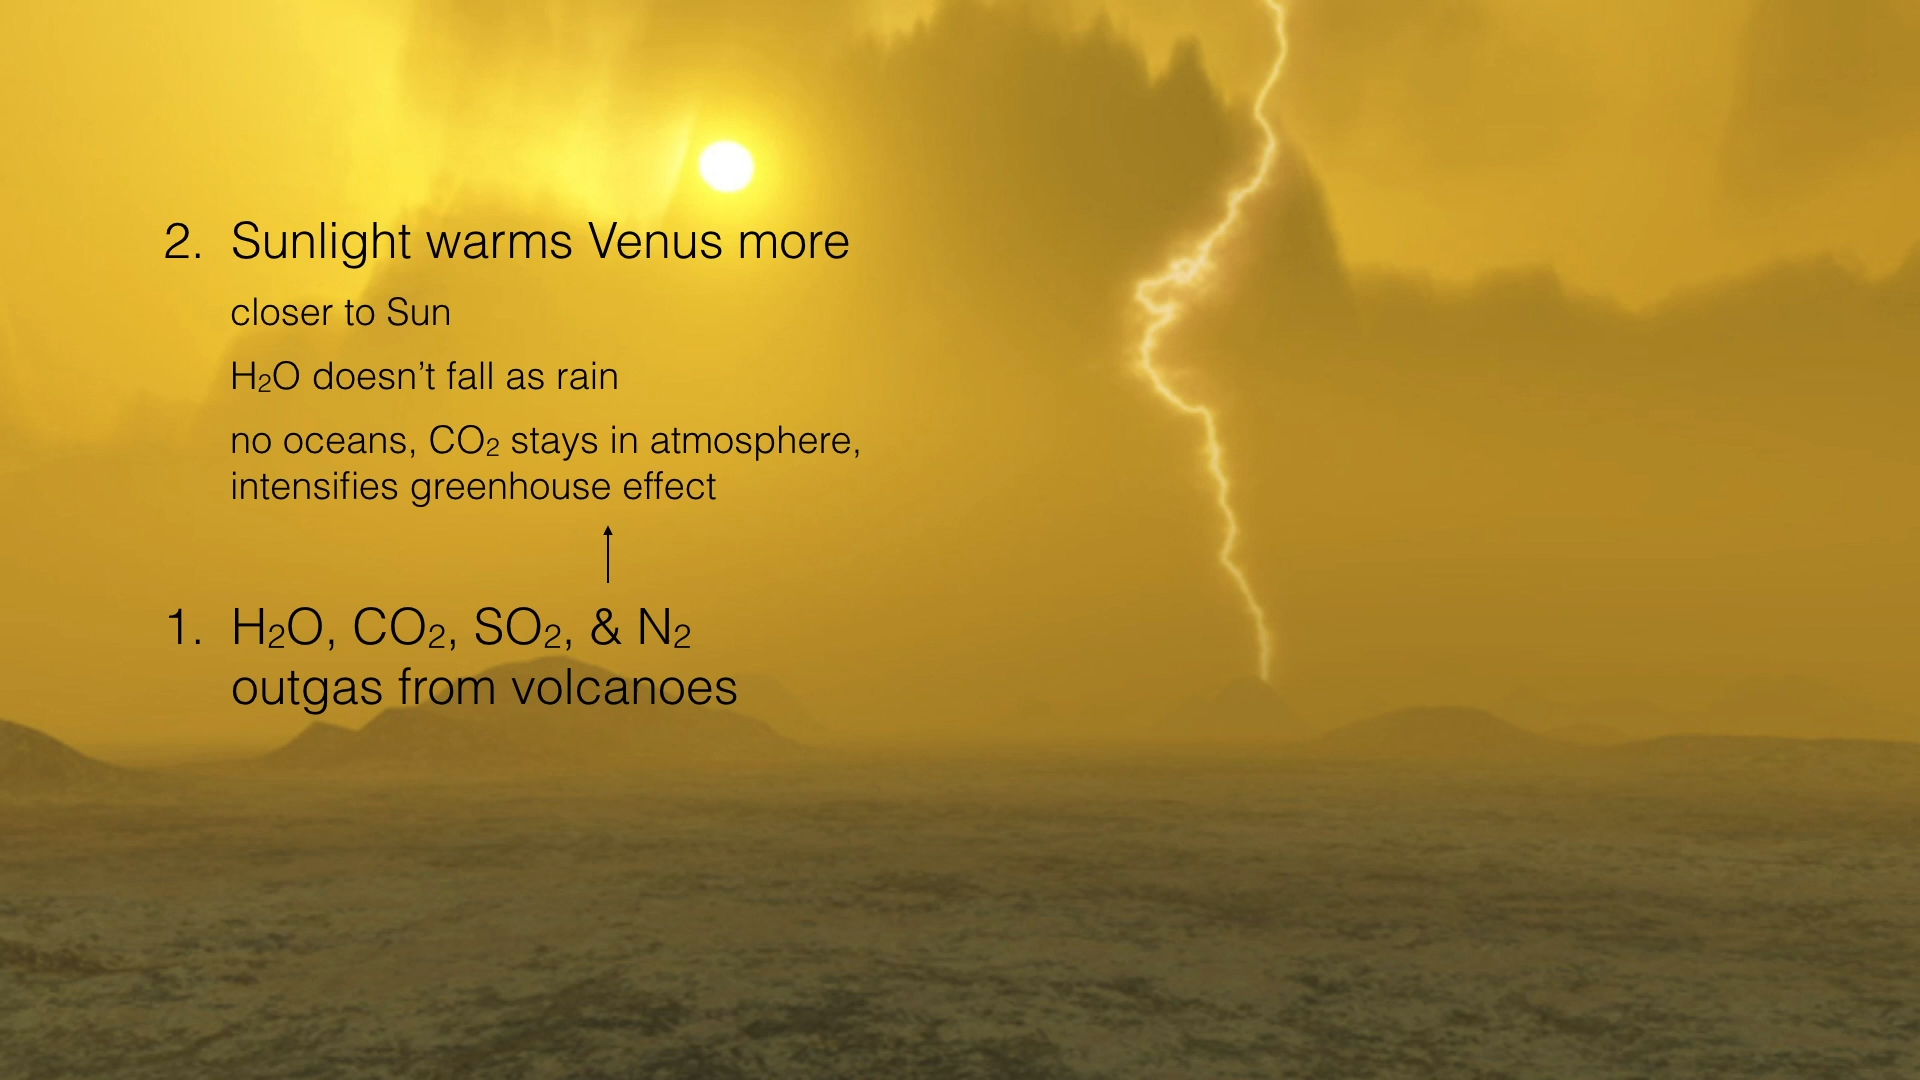 2. Sunlight warms Venus more
closer to Sun
H₂O doesn’t fall as rain
no oceans, CO₂ stays in atmosphere,
intensifies greenhouse effect
1. H₂O, CO₂, SO₂, & N₂
outgas from volcanoes